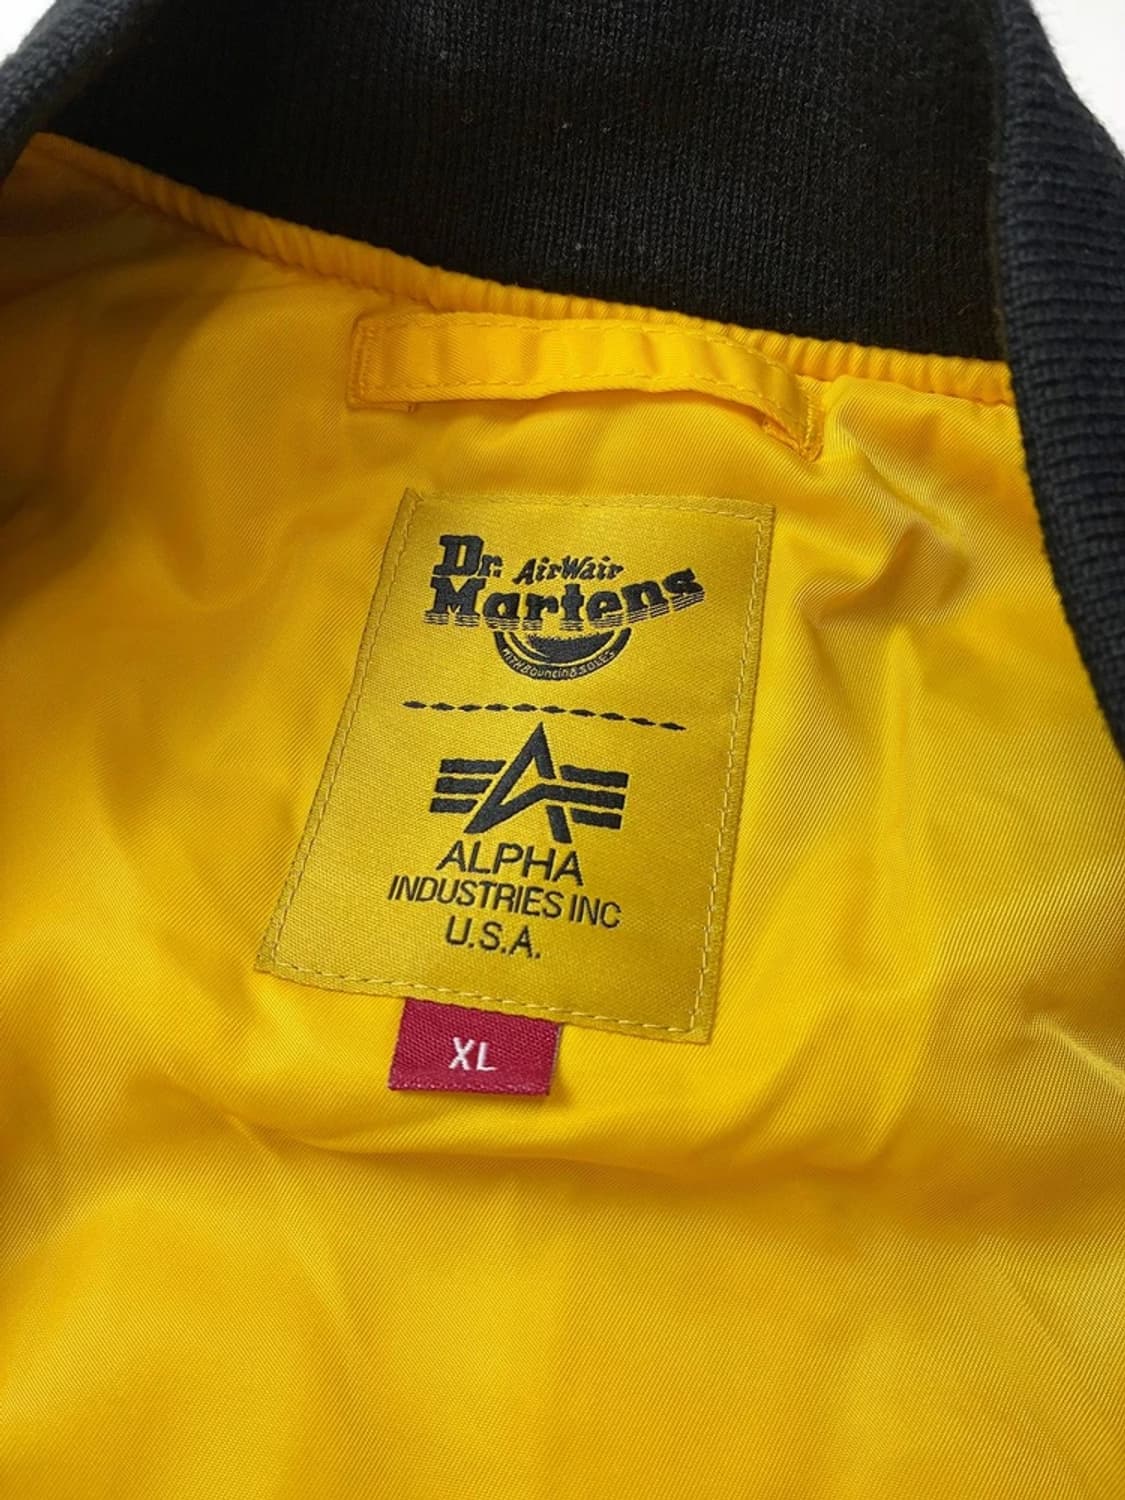 Dr. AirWair
Martens
WITH BOUNCING SOLES
ALPHA
INDUSTRIES INC
U.S.A.
XL